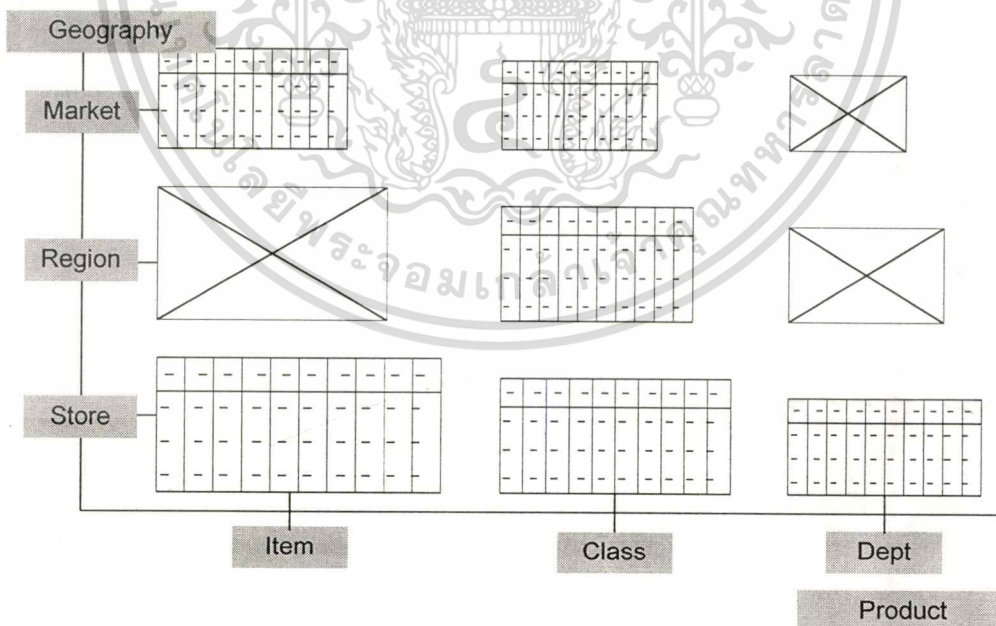 Geography
Market
Region
Store
Item
Class
Dept
Product